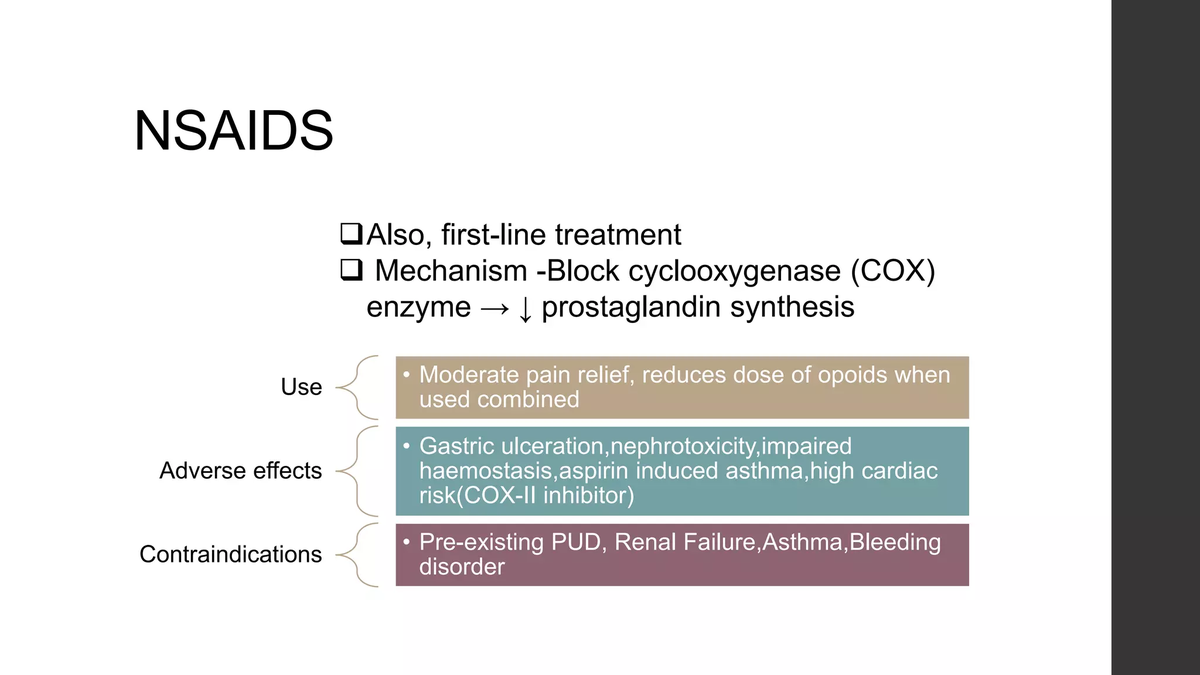 NSAIDS
❑Also, first-line treatment
❑ Mechanism -Block cyclooxygenase (COX)
enzyme → ↓ prostaglandin synthesis
Use
• Moderate pain relief, reduces dose of opoids when
used combined
Adverse effects
• Gastric ulceration,nephrotoxicity,impaired
haemostasis,aspirin induced asthma,high cardiac
risk(COX-II inhibitor)
Contraindications
• Pre-existing PUD, Renal Failure,Asthma,Bleeding
disorder